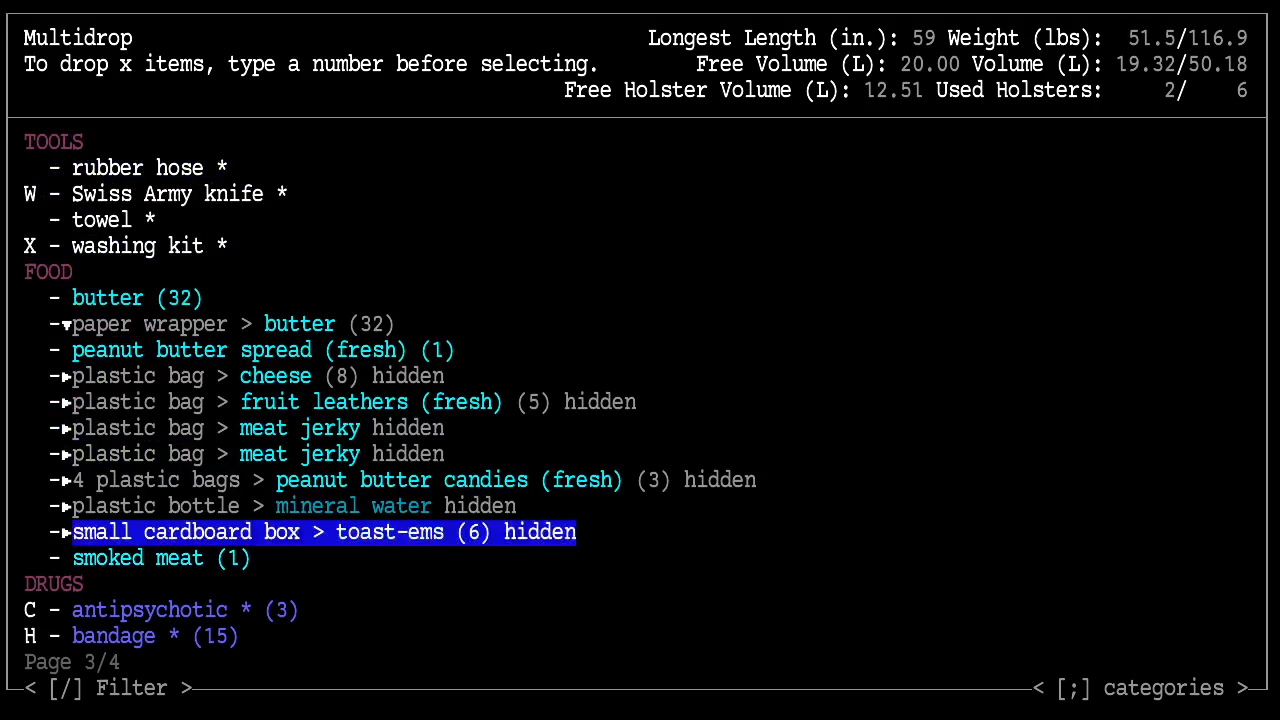 Multidrop Longest Length (in.): 59 Weight (lbs): 51.5/116.9
To drop x items, type a number before selecting. Free Volume (L): 20.00 Volume (L): 19.32/50.18
Free Holster Volume (L): 12.51 Used Holsters: 2/ 6
TOOLS
- rubber hose *
W - Swiss Army knife *
- towel *
X - washing kit *
FOOD
- butter (32)
-▼paper wrapper > butter (32)
- peanut butter spread (fresh) (1)
-►plastic bag > cheese (8) hidden
-►plastic bag > fruit leathers (fresh) (5) hidden
-►plastic bag > meat jerky hidden
-►plastic bag > meat jerky hidden
-►4 plastic bags > peanut butter candies (fresh) (3) hidden
-►plastic bottle > mineral water hidden
-►small cardboard box > toast-ems (6) hidden
- smoked meat (1)
DRUGS
C - antipsychotic * (3)
H - bandage * (15)
Page 3/4
< [/] Filter > < [;] categories >